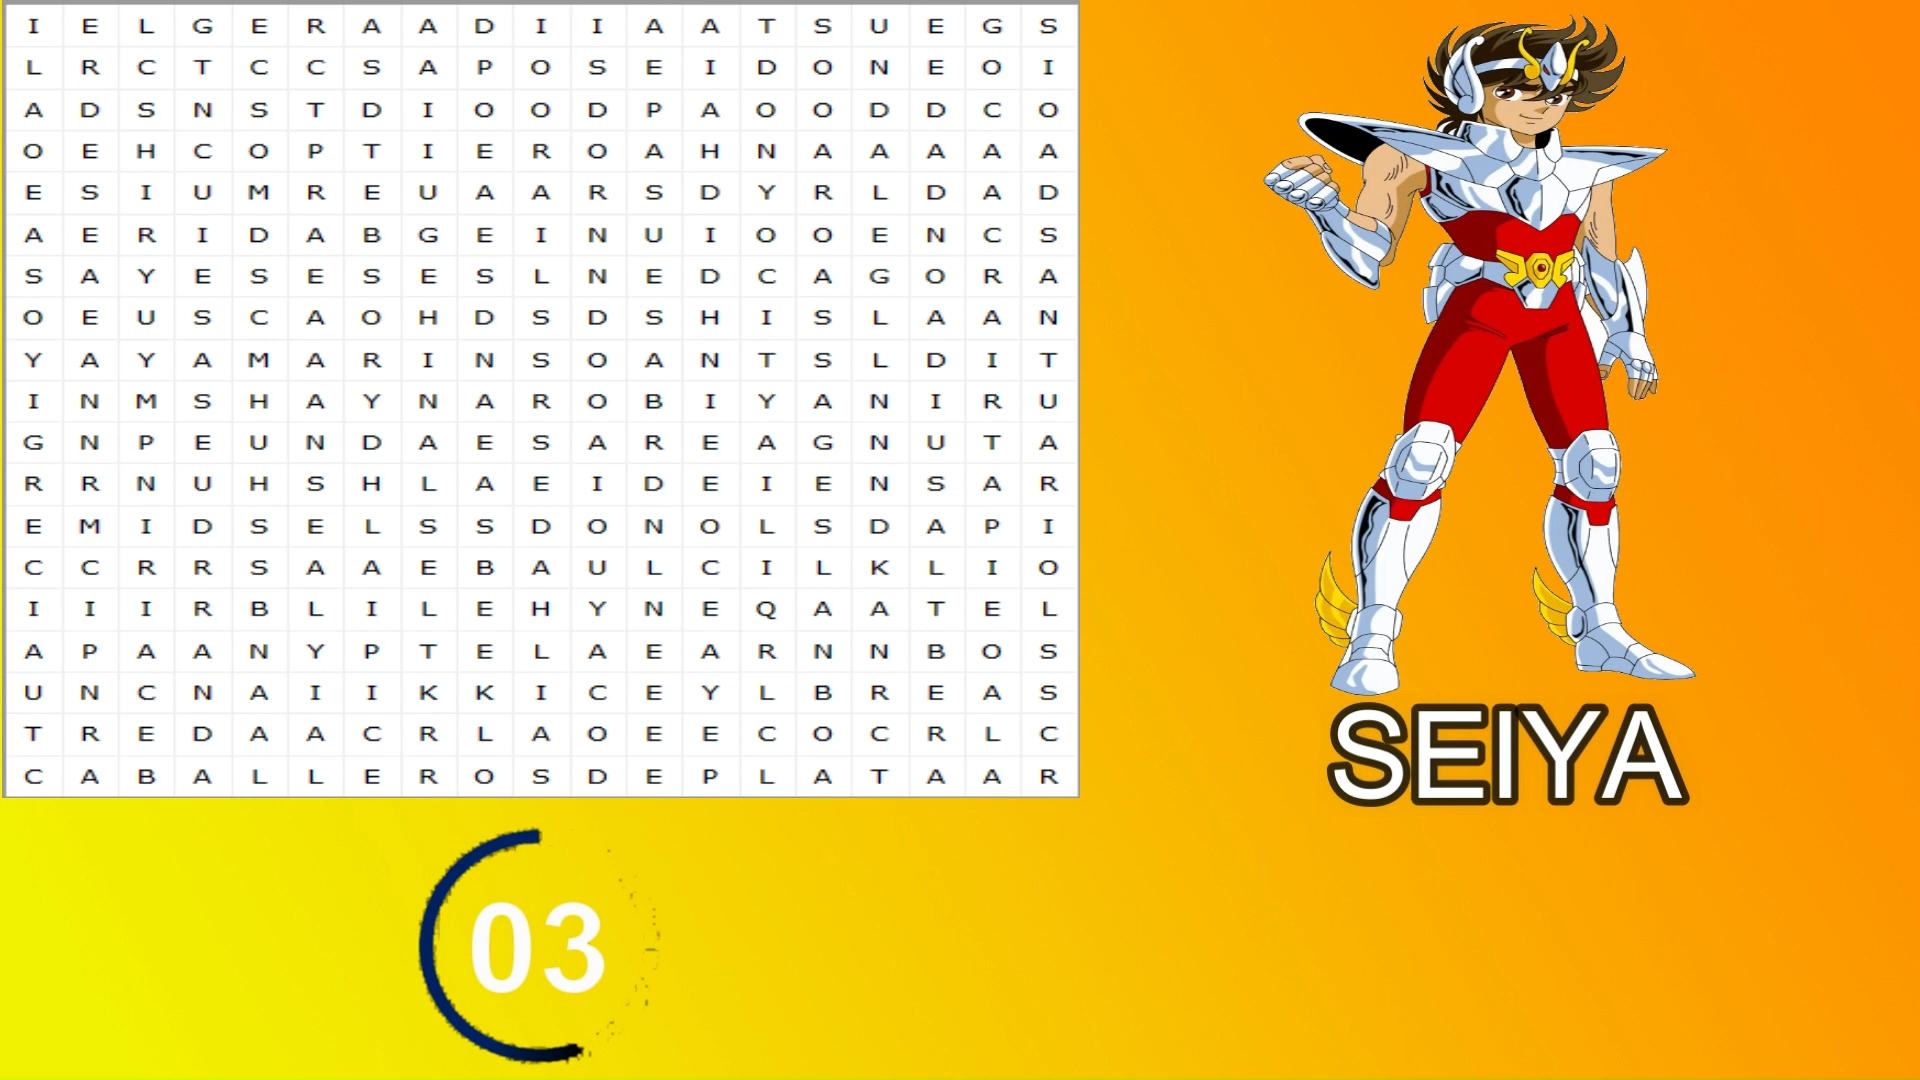 I E L G E R A A D I I A A T S U E G S
L R C T C C S A P O S E I D O N E O I
A D S N S T D I O O D P A O O D D C O
O E H C O P T I E R O A H N A A A A A
E S I U M R E U A A R S D Y R L D A D
A E R I D A B G E I N U I O O E N C S
S A Y E S E S E S L N E D C A G O R A
O E U S C A O H D S D S H I S L A A N
Y A Y A M A R I N S O A N T S L D I T
I N M S H A Y N A R O B I Y A N I R U
G N P E U N D A E S A R E A G N U T A
R R N U H S H L A E I D E I E N S A R
E M I D S E L S S D O N O L S D A P I
C C R R S A A E B A U L C I L K L I O
I I I R B L I L E H Y N E Q A A T E L
A P A A N Y P T E L A E A R N N B O S
U N C N A I I K K I C E Y L B R E A S
T R E D A A C R L A O E E C O C R L C
C A B A L L E R O S D E P L A T A A R
SEIYA
03